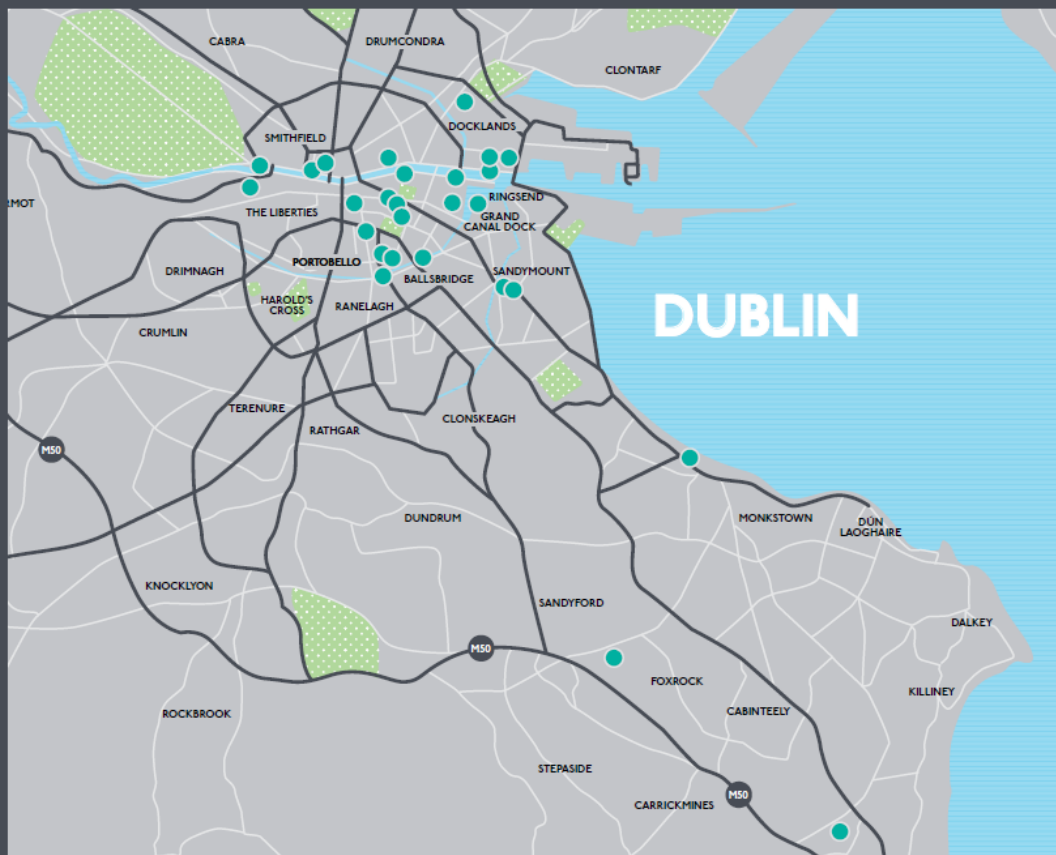 CABRA
DRUMCONDRA
CLONTARF
DOCKLANDS
SMITHFIELD
RMOT
THE LIBERTIES
RINGSEND
GRAND
CANAL DOCK
DRIMNAGH
PORTOBELLO
BALLSBRIDGE
SANDYMOUNT
HAROLD'S
CROSS
RANELAGH
DUBLIN
CRUMLIN
TERENURE
RATHGAR
CLONSKEAGH
M50
DUNDRUM
MONKSTOWN
DÚN
LAOGHAIRE
KNOCKLYON
SANDYFORD
DALKEY
M50
FOXROCK
KILLINEY
ROCKBROOK
CABINTEELY
STEPASIDE
M50
CARRICKMINES